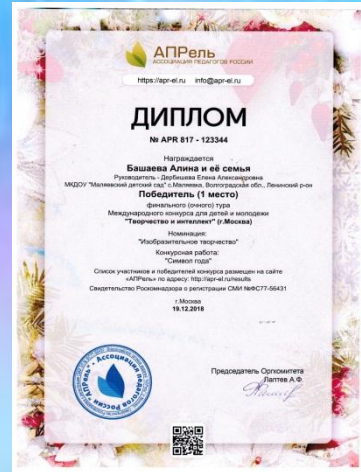 АПРель
АССОЦИАЦИЯ ПЕДАГОГОВ РОССИИ
https://apr-el.ru info@apr-el.ru
ДИПЛОМ
№ APR 817 - 123344
Награждается
Башаева Алина и её семья
Руководитель - Дербишева Елена Александровна
МКДОУ "Маляевский детский сад" с.Маляевка, Волгоградская обл., Ленинский р-он
Победитель (1 место)
финального (очного) тура
Международного конкурса для детей и молодежи
"Творчество и интеллект" (г.Москва)
Номинация:
"Изобразительное творчество"
Конкурсная работа:
"Символ года"
Список участников и победителей конкурса размещен на сайте
«АПРель» по адресу: http://apr-el.ru/results
Свидетельство Роскомнадзора о регистрации СМИ №ФС77-56431
г.Москва
19.12.2018
Председатель Оргкомитета
Лаптев А.Ф.
"АПРель" - Ассоциация педагогов России